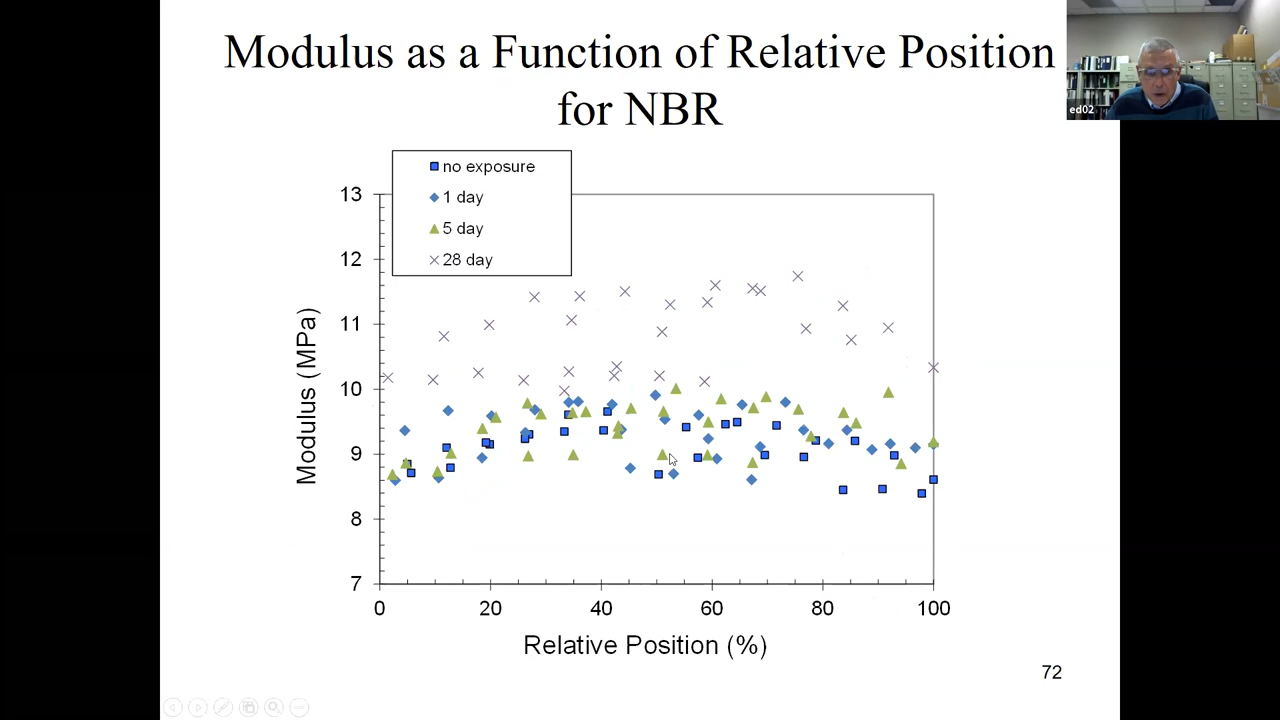 Modulus as a Function of Relative Position
for NBR
ed02
no exposure
1 day
5 day
28 day
13
12
11
10
9
8
7
Modulus (MPa)
0 20 40 60 80 100
Relative Position (%)
72